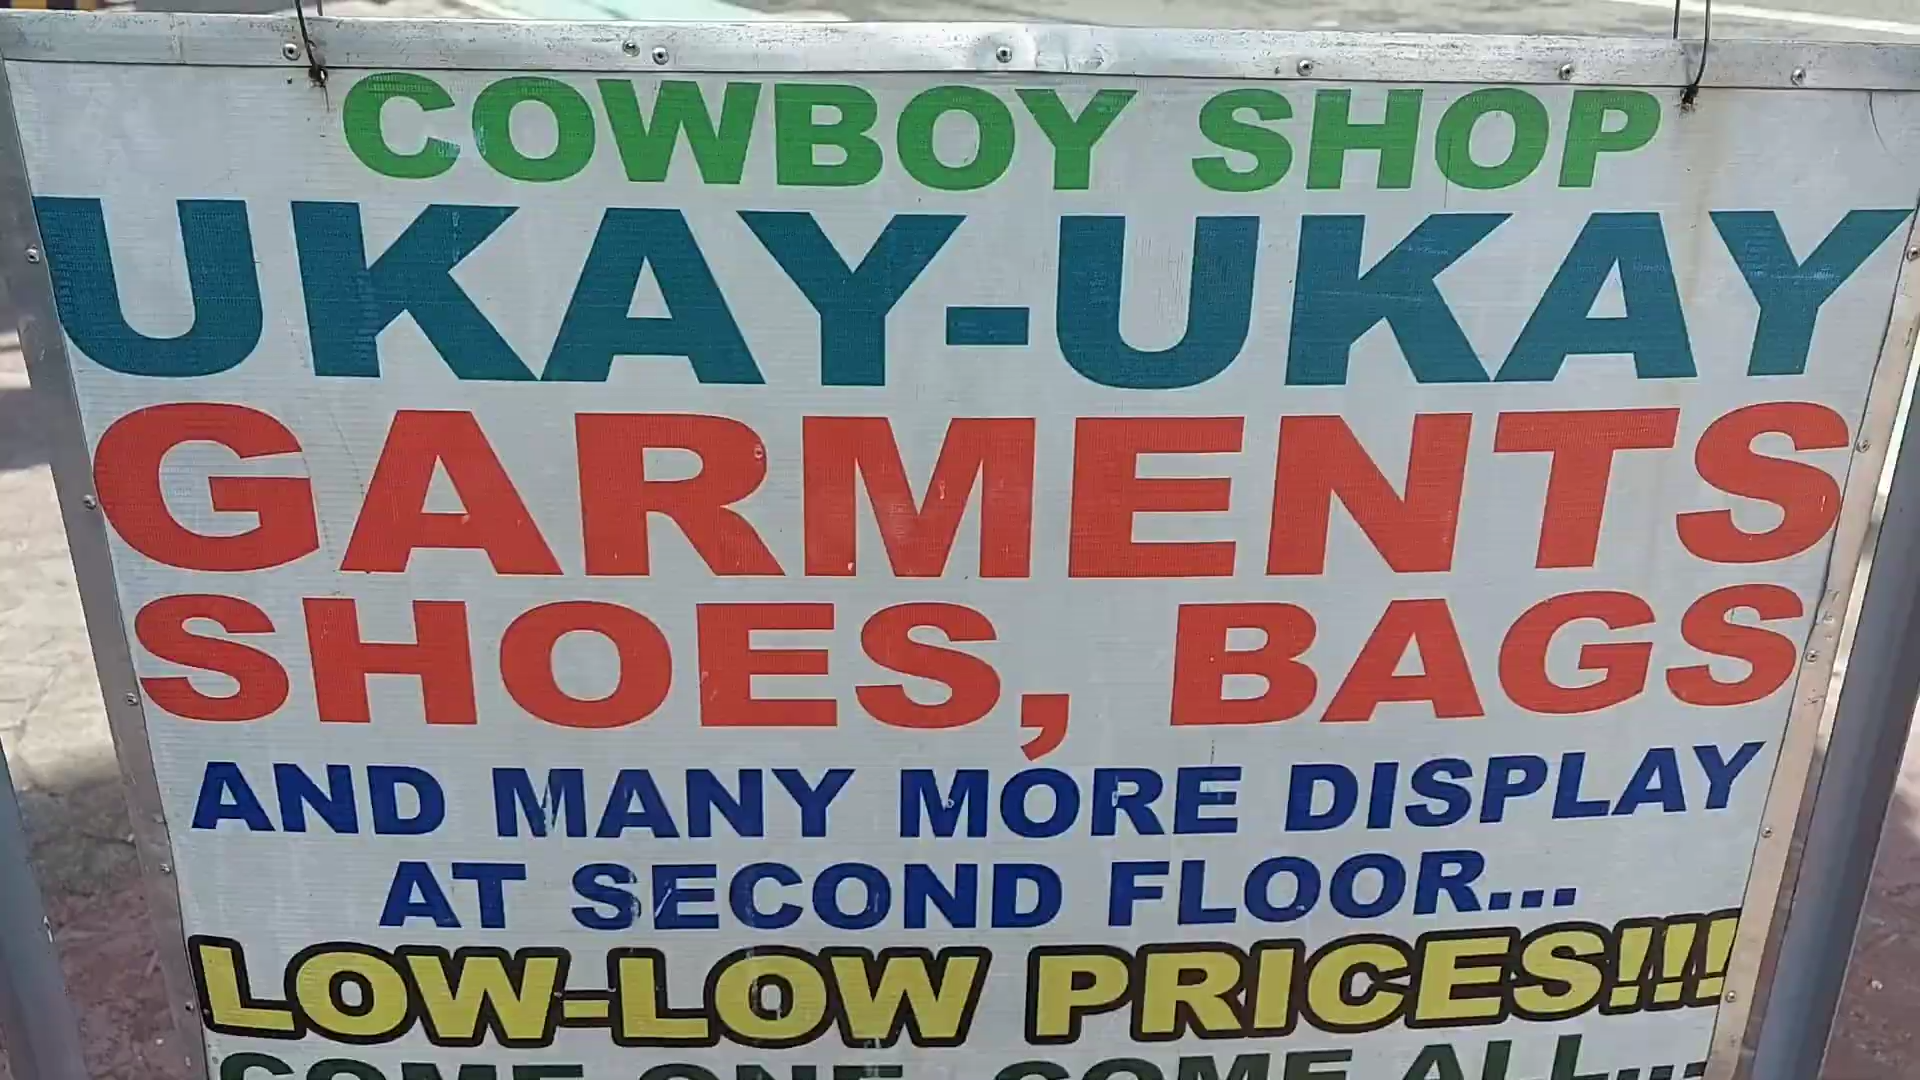 COWBOY SHOP
UKAY-UKAY
GARMENTS
SHOES, BAGS
AND MANY MORE DISPLAY
AT SECOND FLOOR...
LOW-LOW PRICES!!!
COME ONE, COME ALL...